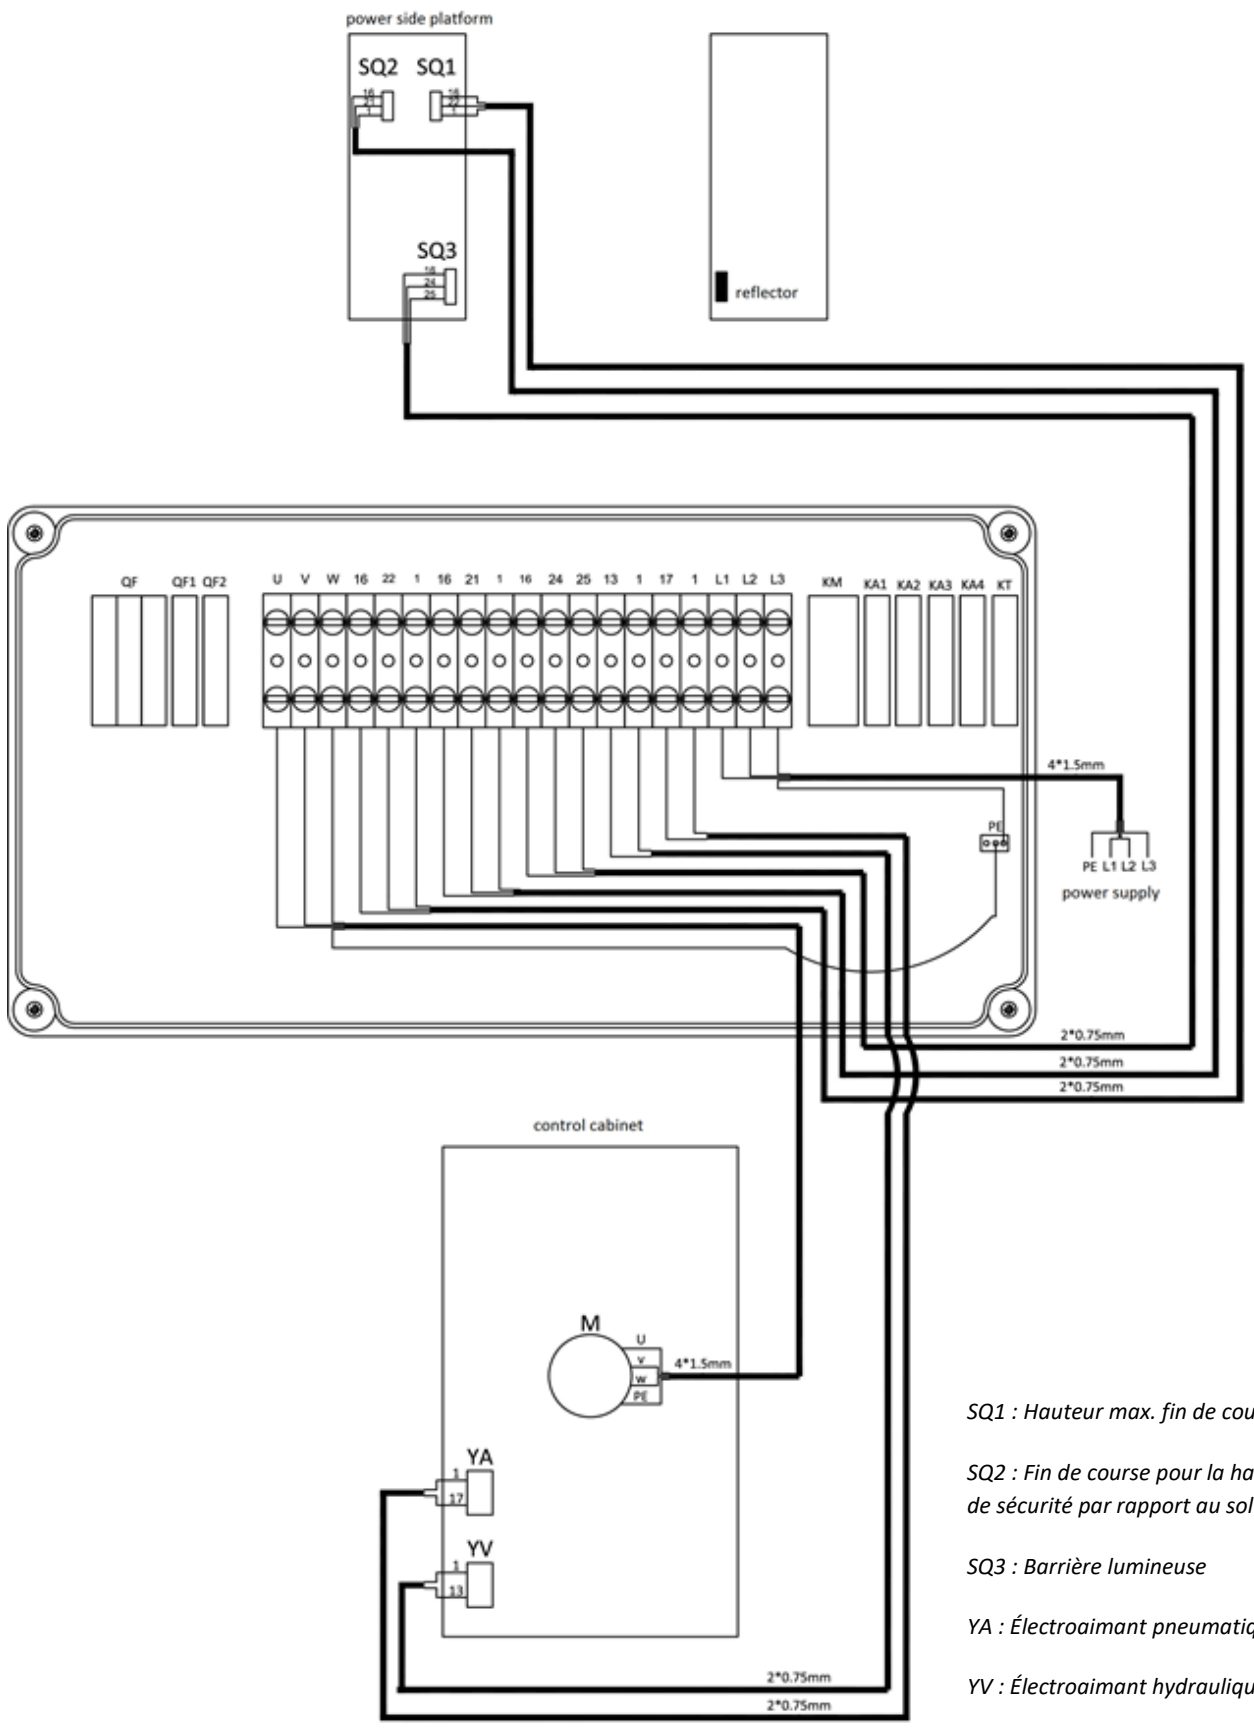 power side platform
SQ2 SQ1
16 16
21 22
1 1
SQ3
16
24
25
reflector
QF QF1 QF2 U V W 16 22 1 16 21 1 16 24 25 13 1 17 1 L1 L2 L3 KM KA1 KA2 KA3 KA4 KT
4*1.5mm
PE
PE L1 L2 L3
power supply
2*0.75mm
2*0.75mm
2*0.75mm
control cabinet
M
U
v
w
PE
4*1.5mm
SQ1 : Hauteur max. fin de cou
YA
1
17
SQ2 : Fin de course pour la ha
de sécurité par rapport au sol
YV
1
13
SQ3 : Barrière lumineuse
YA : Électroaimant pneumatiq
2*0.75mm
YV : Électroaimant hydrauliqu
2*0.75mm